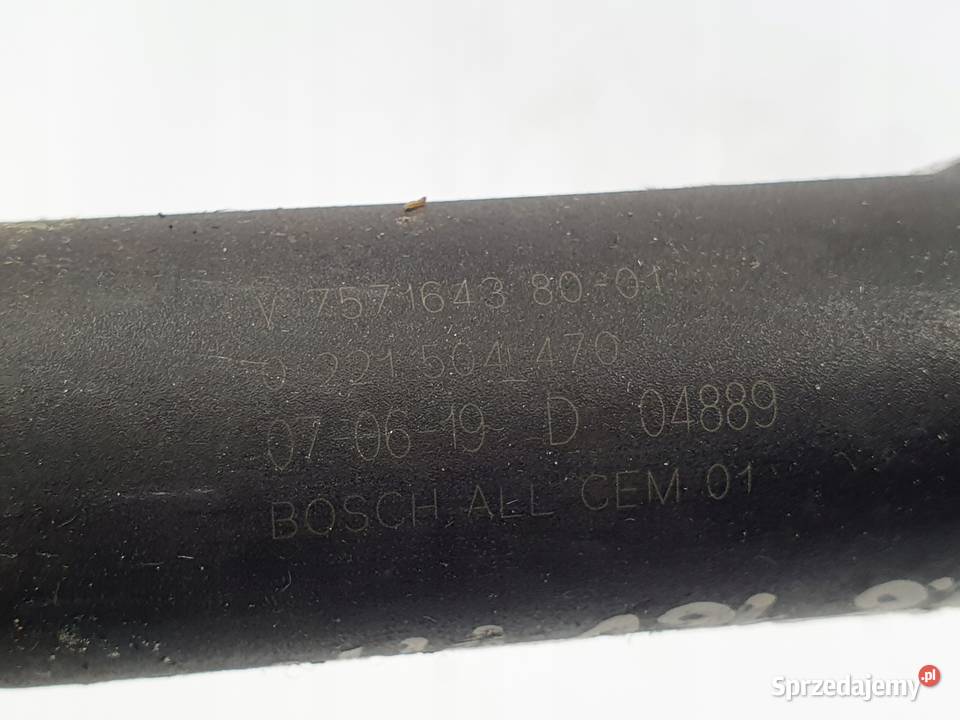 V 7571643 80-01
0 221 504 470
07-06-19 D 04889
BOSCH ALL CEM 01
Sprzedajemy.pl